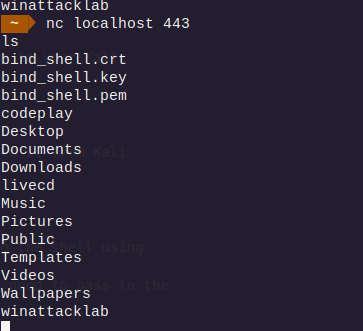 winattacklab
~ nc localhost 443
ls
bind_shell.crt
bind_shell.key
bind_shell.pem
codeplay
Desktop
Documents
Downloads
livecd
Music
Pictures
Public
Templates
Videos
Wallpapers
winattacklab